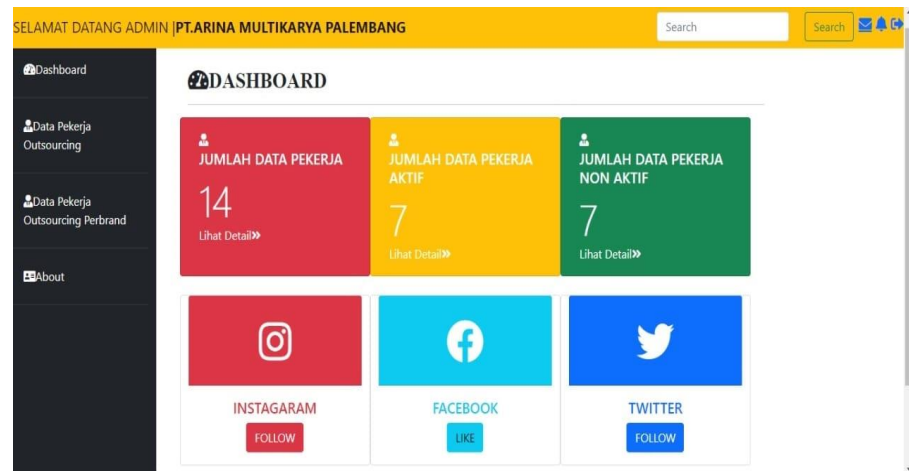 SELAMAT DATANG ADMIN |PT.ARINA MULTIKARYA PALEMBANG
Search
Search
Dashboard
Data Pekerja
Outsourcing
Data Pekerja
Outsourcing Perbrand
About
DASHBOARD
JUMLAH DATA PEKERJA
14
Lihat Detail»
JUMLAH DATA PEKERJA
AKTIF
7
Lihat Detail»
JUMLAH DATA PEKERJA
NON AKTIF
7
Lihat Detail»
INSTAGARAM
FOLLOW
FACEBOOK
LIKE
TWITTER
FOLLOW